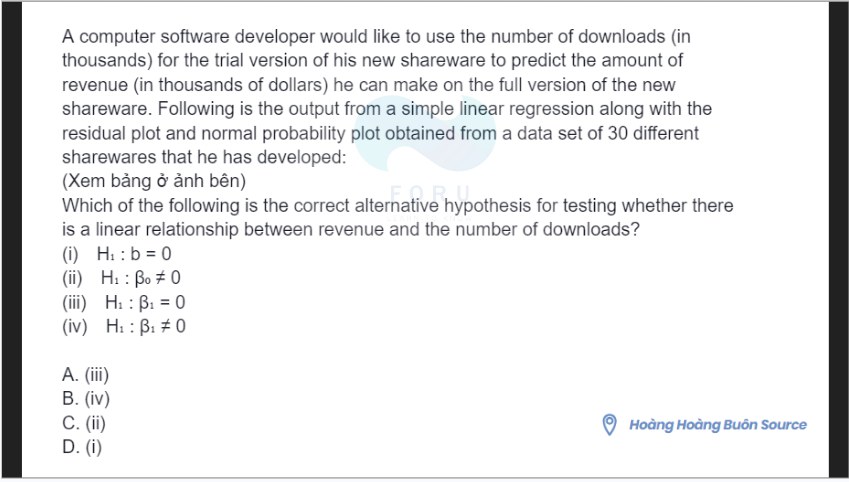 A computer software developer would like to use the number of downloads (in
thousands) for the trial version of his new shareware to predict the amount of
revenue (in thousands of dollars) he can make on the full version of the new
shareware. Following is the output from a simple linear regression along with the
residual plot and normal probability plot obtained from a data set of 30 different
sharewares that he has developed:
(Xem bảng ở ảnh bên)
FORU
Which of the following is the correct alternative hypothesis for testing whether there
is a linear relationship between revenue and the number of downloads?
(i) H₁ : b = 0
(ii) H₁ : β₀ ≠ 0
(iii) H₁ : β₁ = 0
(iv) H₁ : β₁ ≠ 0
A. (iii)
B. (iv)
C. (ii)
D. (i)
Hoàng Hoàng Buôn Source